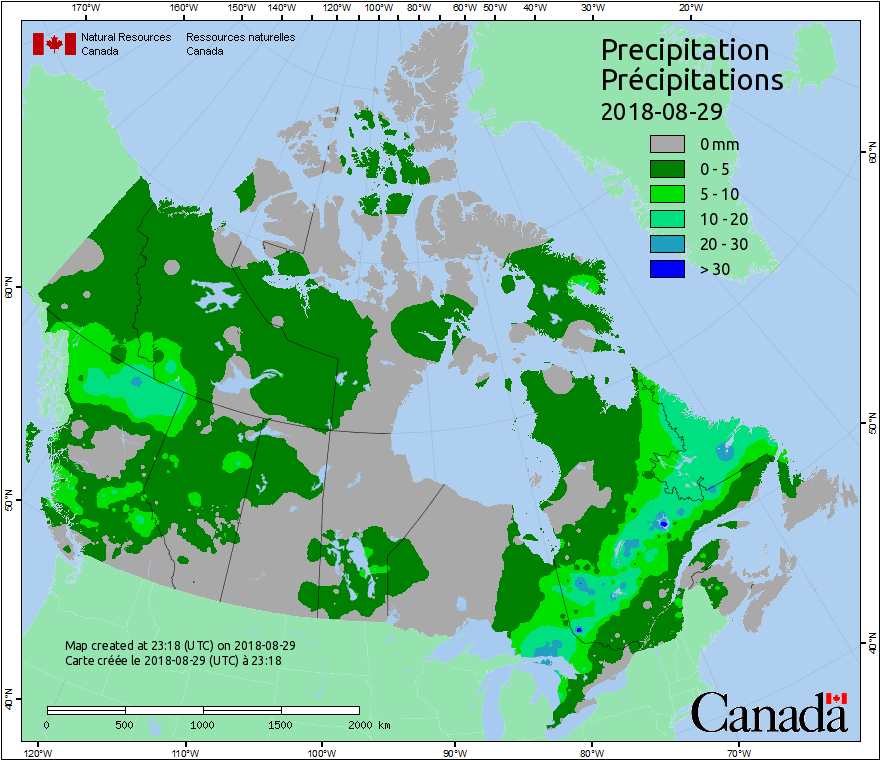 170°W 160°W 150°W 140°W 130°W 120°W 110°W 100°W 90°W 80°W 60°W 50°W 40°W 30°W 20°W
Natural Resources Ressources naturelles
Canada Canada
Precipitation
Précipitations
2018-08-29
0 mm
0 - 5
5 - 10
10 - 20
20 - 30
> 30
60°N 60°N
50°N 50°N
40°N 40°N
Map created at 23:18 (UTC) on 2018-08-29
Carte créée le 2018-08-29 (UTC) à 23:18
0 500 1000 1500 2000 km
Canada
120°W 110°W 100°W 90°W 80°W 70°W